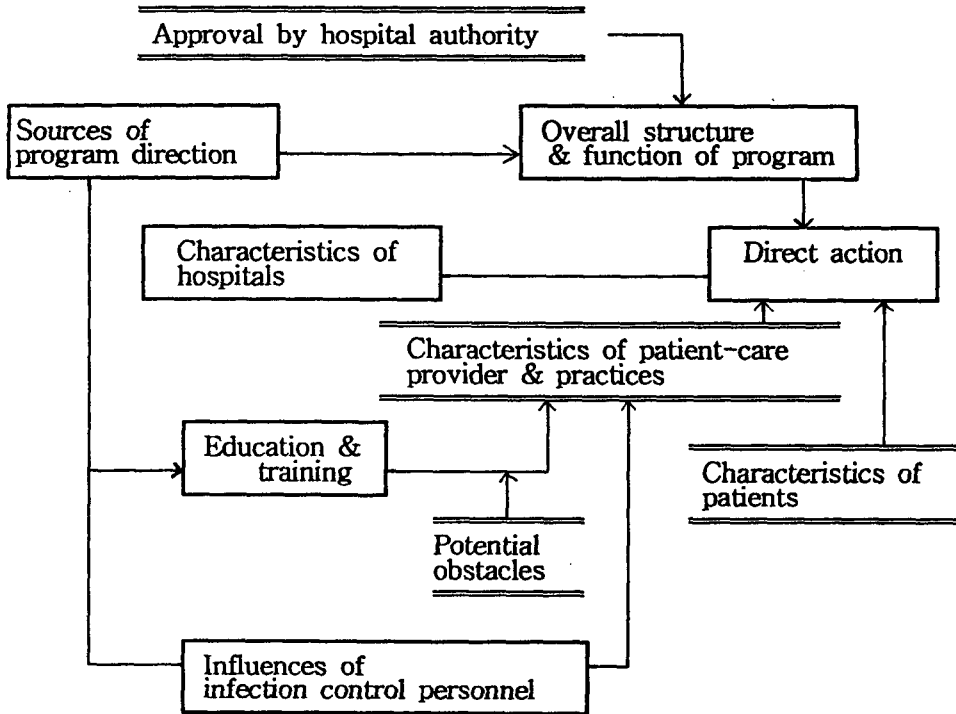 Approval by hospital authority
Sources of
program direction
Overall structure
& function of program
Characteristics of
hospitals
Direct action
Characteristics of patient-care
provider & practices
Education &
training
Characteristics of
patients
Potential
obstacles
Influences of
infection control personnel